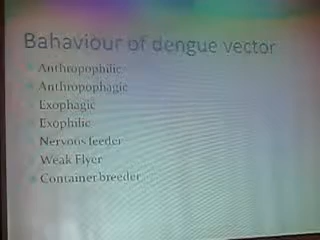 Bahaviour of dengue vector
Anthropophilic
Anthropophagic
Exophagic
Exophilic
Nervous feeder
Weak Flyer
Container breeder